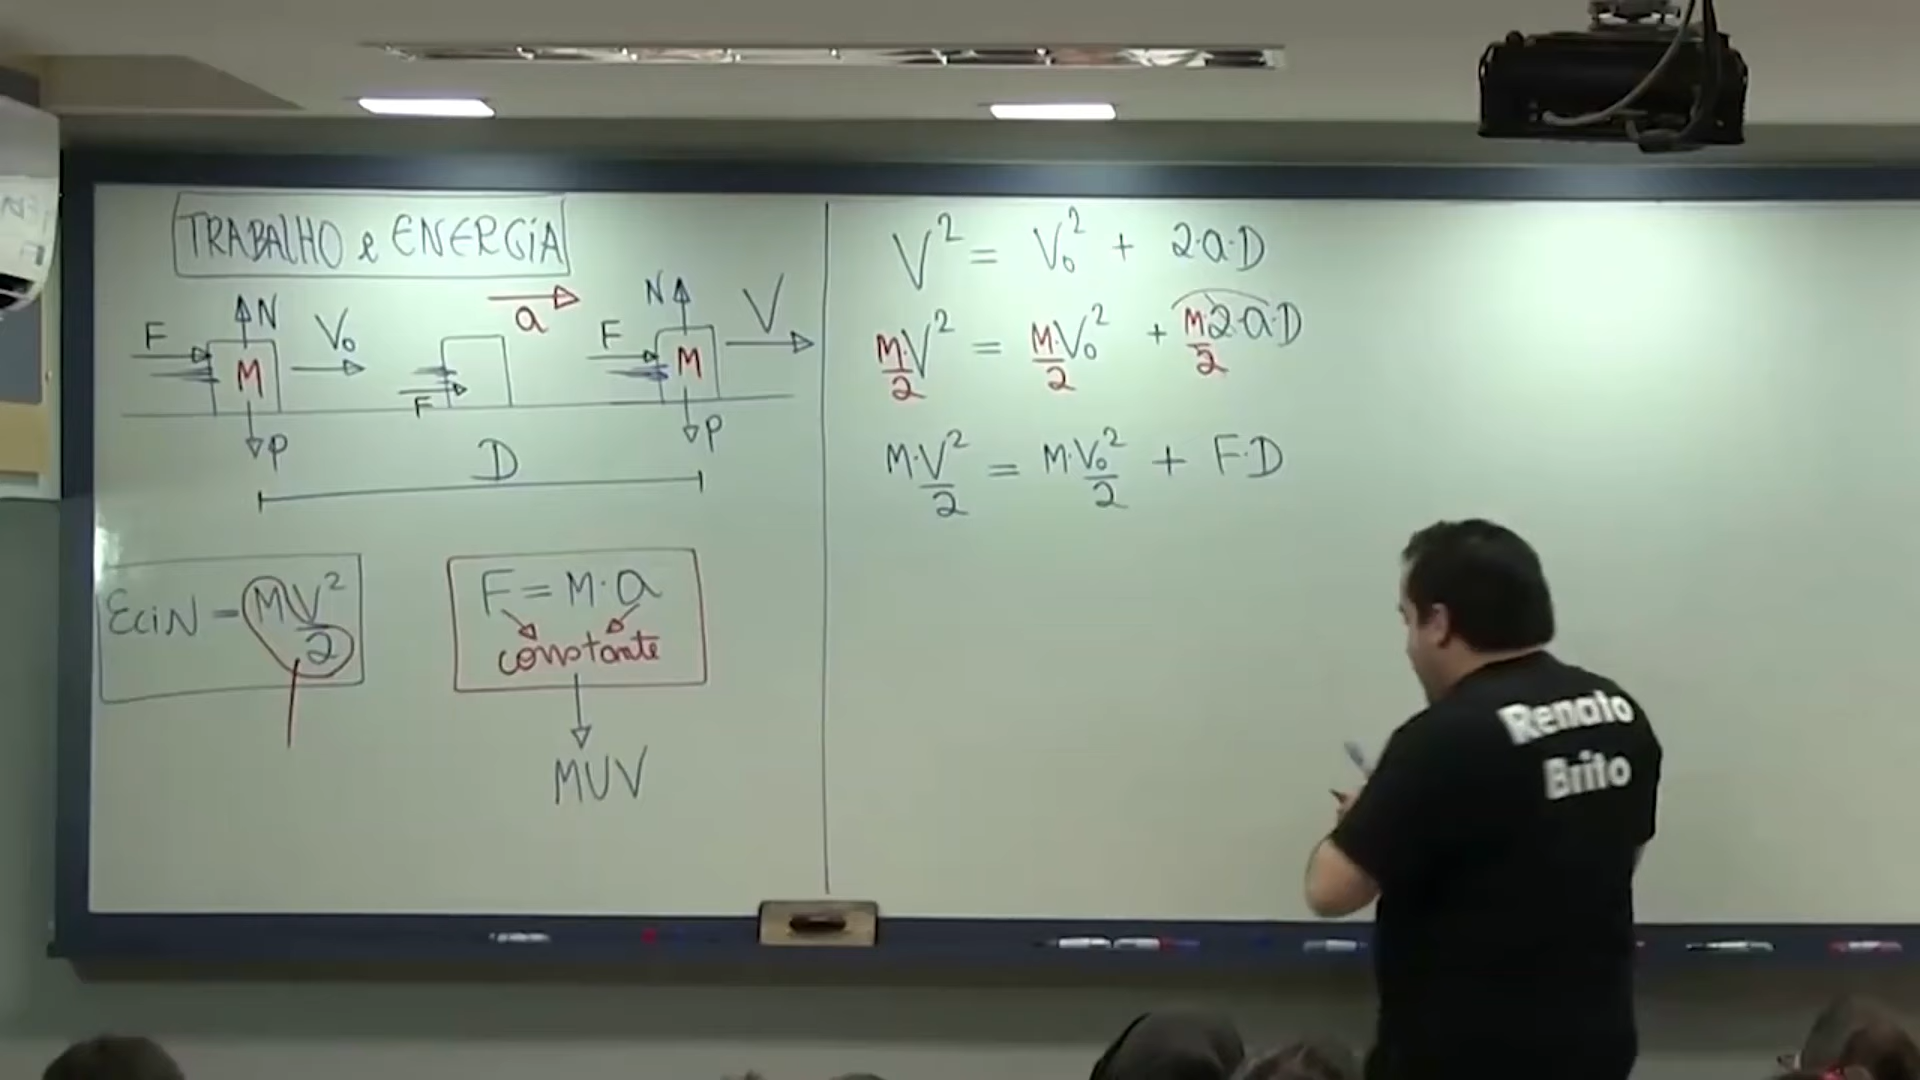 TRABALHO e ENERGIA
F N V₀ a F N V
M M
F
P P
D
Ecin = MV²/2
F = M·a
constante
MUV
V² = V₀² + 2·a·D
M·V²/2 = M·V₀²/2 + M·2·a·D/2
M·V²/2 = M·V₀²/2 + F·D
Renato
Brito